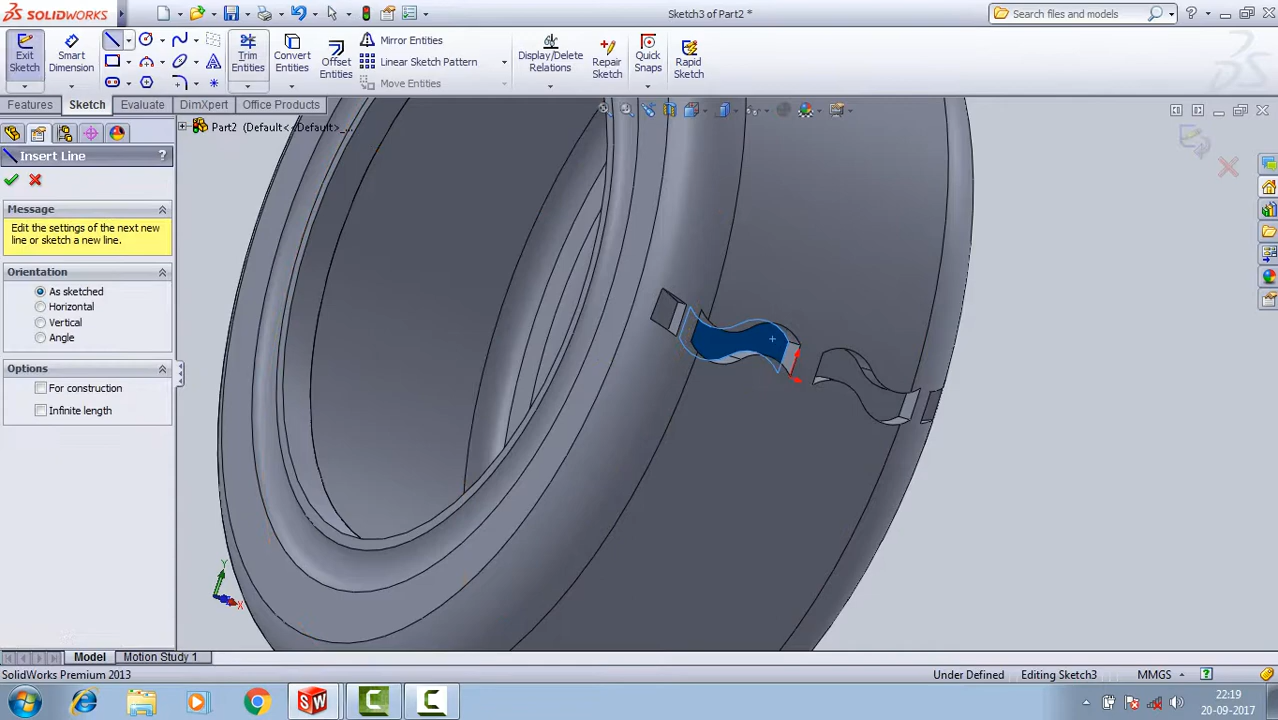 SOLIDWORKS
Sketch3 of Part2 *
Search files and models
Exit Sketch
Smart Dimension
Trim Entities
Convert Entities
Offset Entities
Mirror Entities
Linear Sketch Pattern
Move Entities
Display/Delete Relations
Repair Sketch
Quick Snaps
Rapid Sketch
Features
Sketch
Evaluate
DimXpert
Office Products
Part2 (Default<<Default>_...
Insert Line
?
Message
Edit the settings of the next new
line or sketch a new line.
Orientation
As sketched
Horizontal
Vertical
Angle
Options
For construction
Infinite length
Y
X
Model
Motion Study 1
SolidWorks Premium 2013
Under Defined
Editing Sketch3
MMGS
?
22:19
20-09-2017